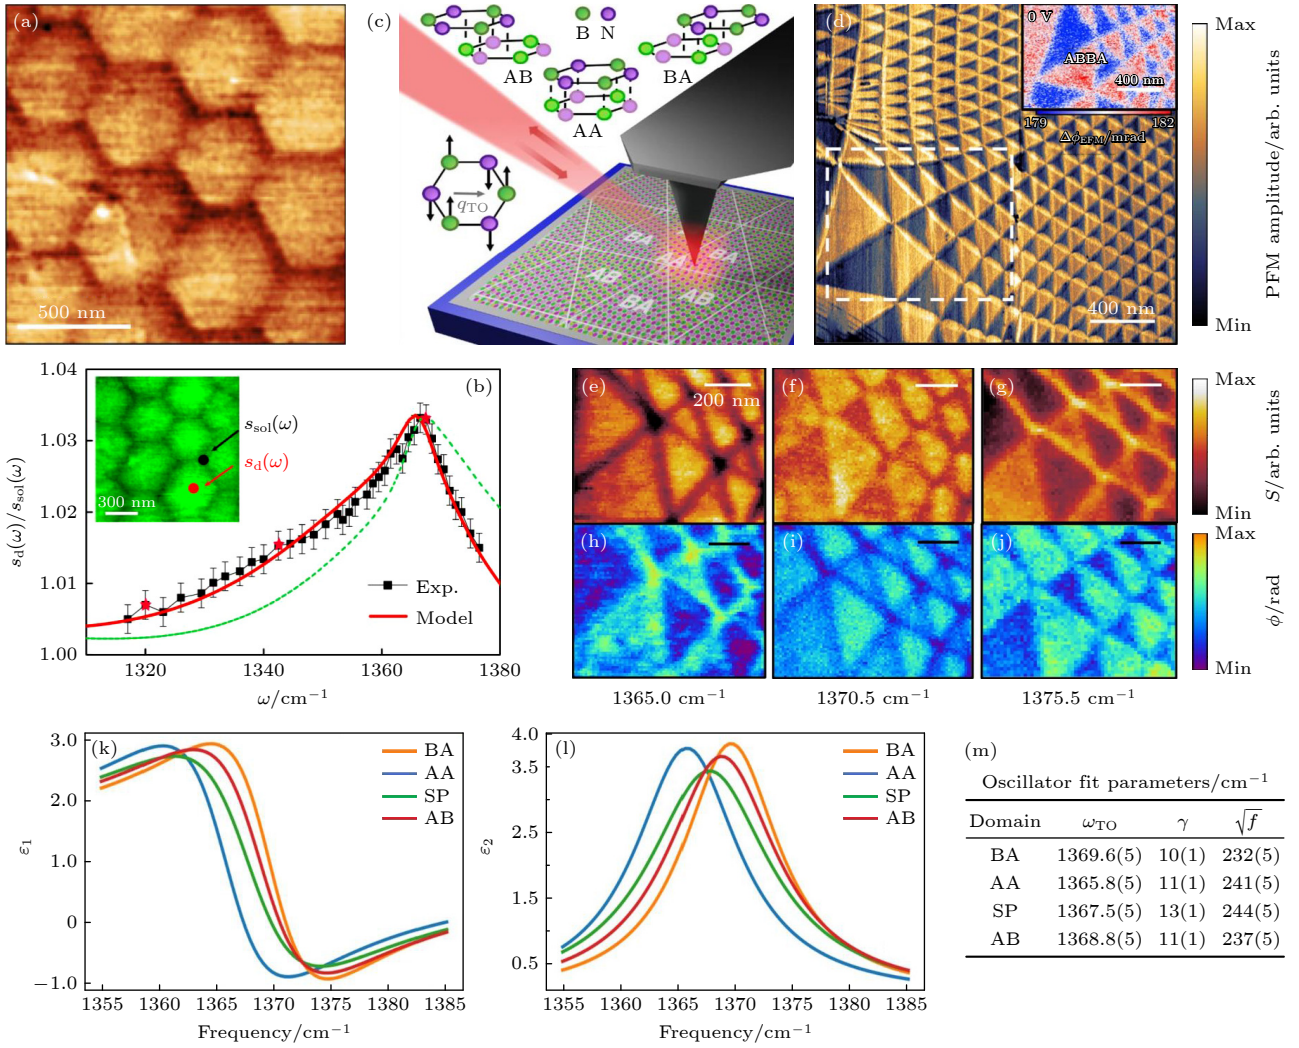 (a)
500 nm
(c)
B N
AB
BA
AA
qTO
BA
AB
AA
BA
BA
AB
(d)
0 V
ABBA
400 nm
179
182
ΔϕEFM/mrad
400 nm
Max
PFM amplitude/arb. units
Min
(b)
1.04
1.03
1.02
1.01
1.00
sd(ω)/ssol(ω)
ssol(ω)
sd(ω)
300 nm
Exp.
Model
1320
1340
1360
1380
ω/cm−1
(e)
200 nm
(f)
(g)
Max
S/arb. units
Min
(h)
(i)
(j)
Max
ϕ/rad
Min
1365.0 cm−1
1370.5 cm−1
1375.5 cm−1
(k)
3.0
2.0
1.0
0
−1.0
ε1
BA
AA
SP
AB
1355 1360 1365 1370 1375 1380 1385
Frequency/cm−1
(l)
4.0
3.5
2.5
1.5
0.5
ε2
BA
AA
SP
AB
1355 1360 1365 1370 1375 1380 1385
Frequency/cm−1
(m)
Oscillator fit parameters/cm−1
Domain ωTO γ √f
BA 1369.6(5) 10(1) 232(5)
AA 1365.8(5) 11(1) 241(5)
SP 1367.5(5) 13(1) 244(5)
AB 1368.8(5) 11(1) 237(5)